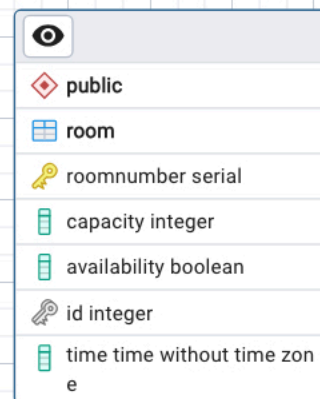 public
room
roomnumber serial
capacity integer
availability boolean
id integer
time time without time zon
e